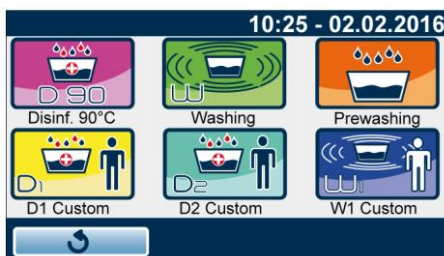 10:25 - 02.02.2016
D 90
W
Disinf. 90°C
Washing
Prewashing
D1
D2
W1
D1 Custom
D2 Custom
W1 Custom